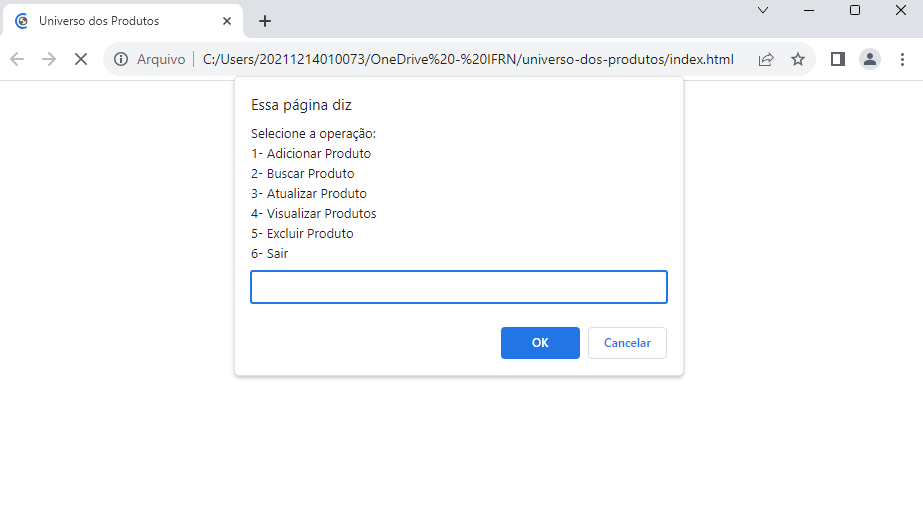 Universo dos Produtos
Arquivo | C:/Users/20211214010073/OneDrive%20-%20IFRN/universo-dos-produtos/index.html
Essa página diz
Selecione a operação:
1- Adicionar Produto
2- Buscar Produto
3- Atualizar Produto
4- Visualizar Produtos
5- Excluir Produto
6- Sair
OK Cancelar